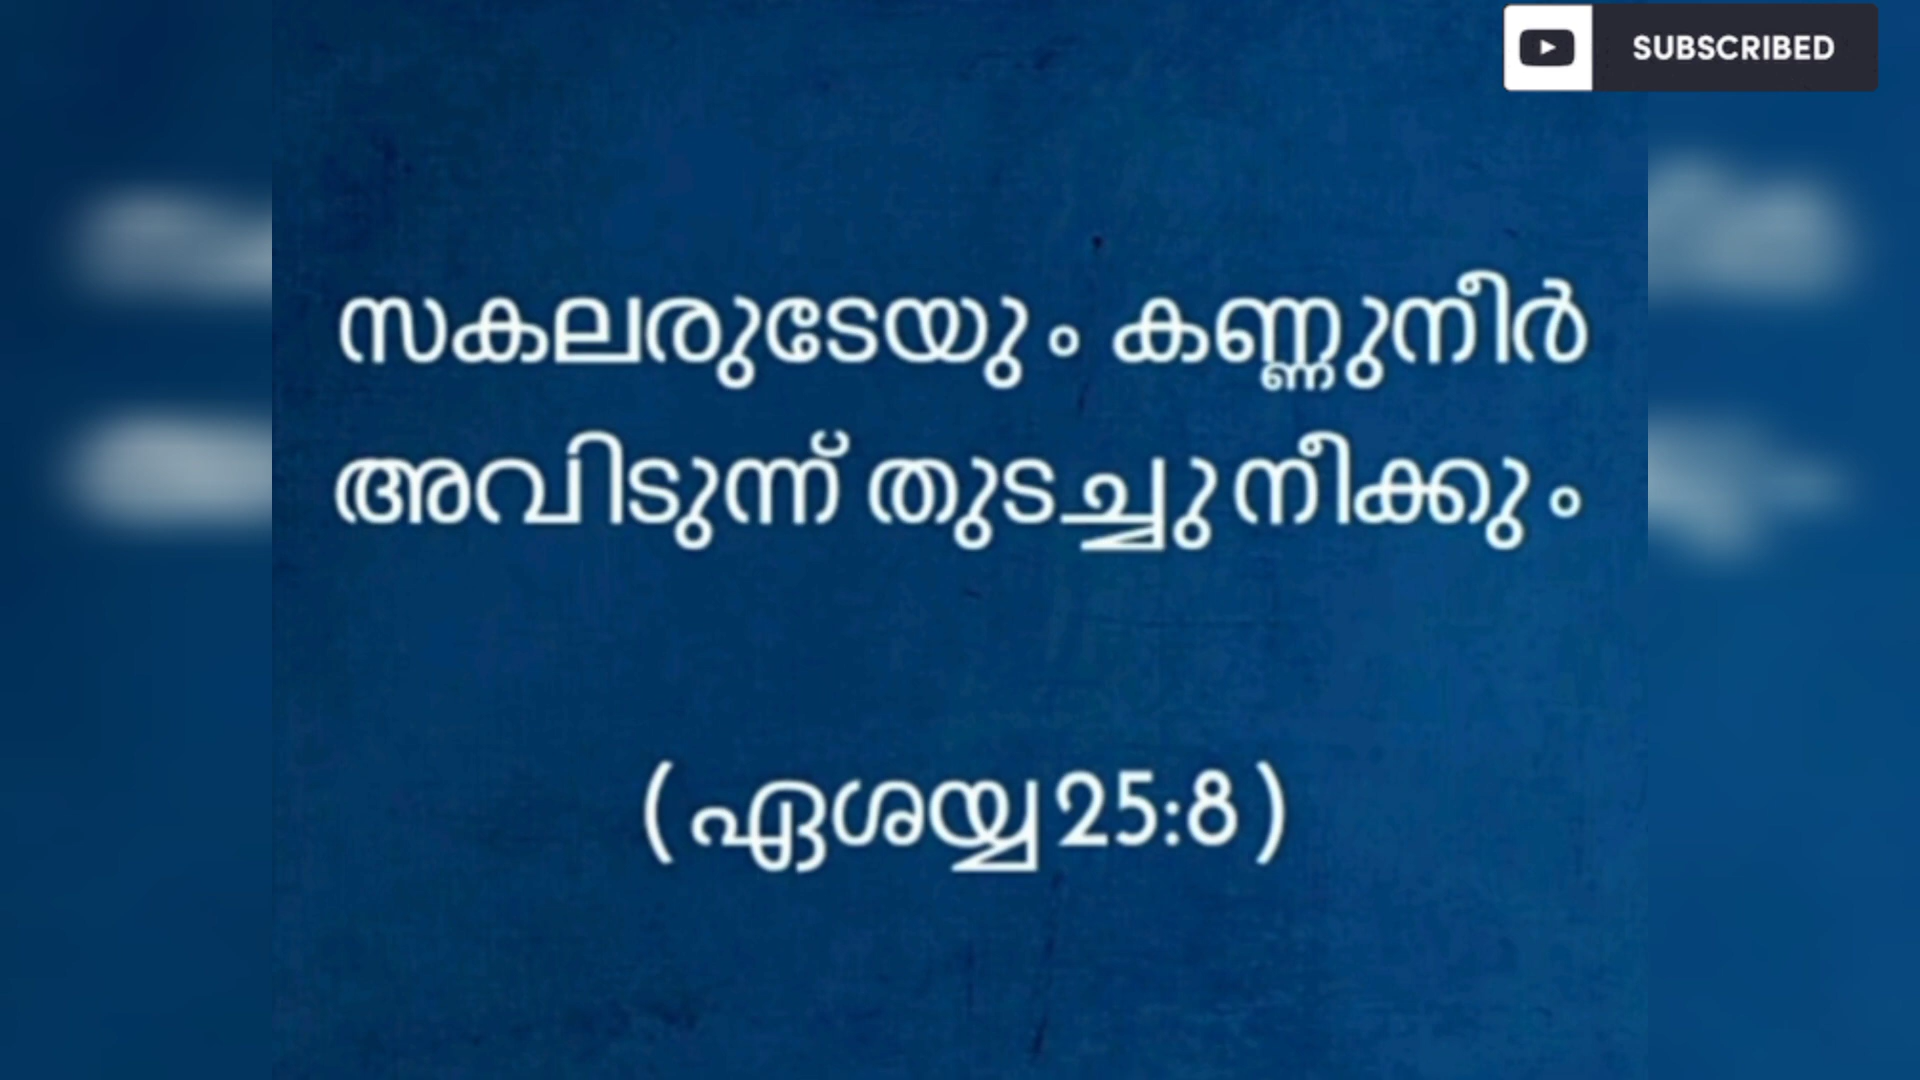 SUBSCRIBED
സകലരുടേയും കണ്ണുനീർ
അവിടുന്ന് തുടച്ചുനീക്കും
(ഏശയ്യ 25:8)